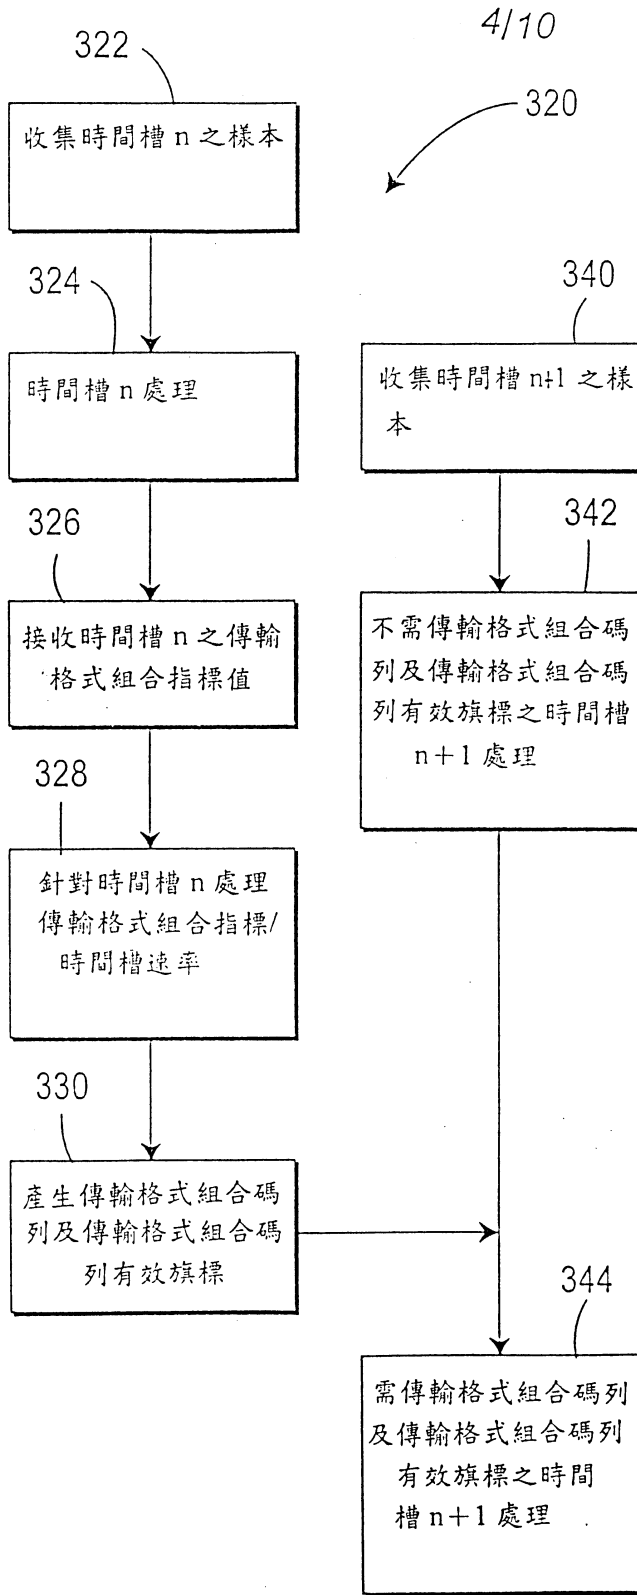 4/10
320
322
收集時間槽n之樣本
324
時間槽n處理
326
接收時間槽n之傳輸
格式組合指標值
328
針對時間槽n處理
傳輸格式組合指標/
時間槽速率
330
產生傳輸格式組合碼
列及傳輸格式組合碼
列有效旗標
340
收集時間槽n+1之樣
本
342
不需傳輸格式組合碼
列及傳輸格式組合碼
列有效旗標之時間槽
n+1處理
344
需傳輸格式組合碼列
及傳輸格式組合碼列
有效旗標之時間
槽n+1處理